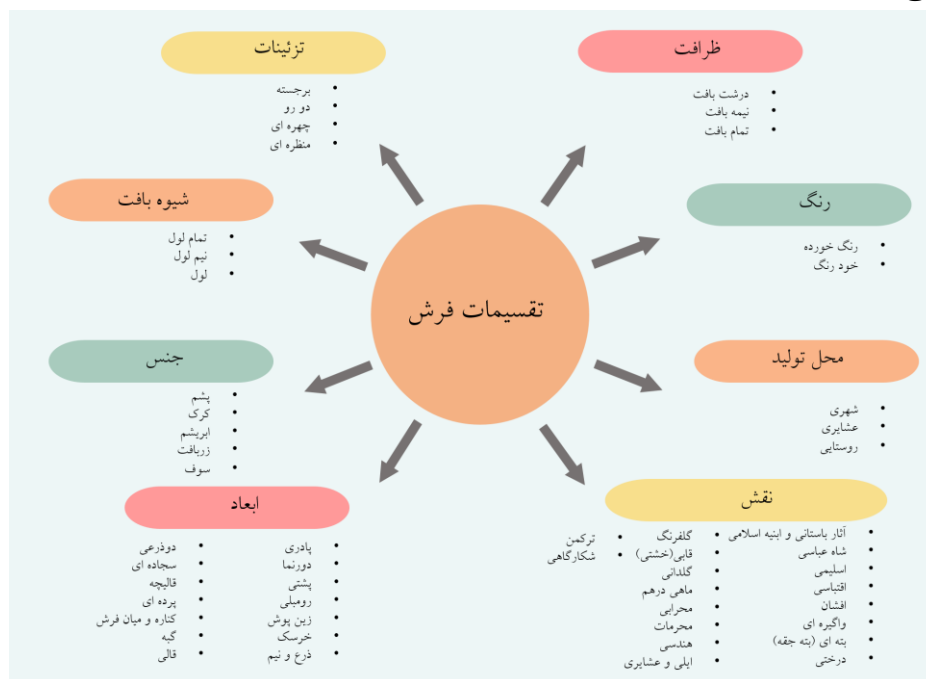 تقسیمات فرش
ظرافت
درشت بافت
نیمه بافت
تمام بافت
رنگ
رنگ خورده
خود رنگ
محل تولید
شهری
عشایری
روستایی
نقش
آثار باستانی و ابنیه اسلامی
شاه عباسی
اسلیمی
اقتباسی
افشان
واگیره ای
بته ای (بته جقه)
درختی
گلفرنگ
قابی(خشتی)
گلدانی
ماهی درهم
محرابی
محرمات
هندسی
ایلی و عشایری
ترکمن
شکارگاهی
تزئینات
برجسته
دو رو
چهره ای
منظره ای
شیوه بافت
تمام لول
نیم لول
لول
جنس
پشم
کرک
ابریشم
زربافت
سوف
ابعاد
پادری
دورنما
پشتی
رومبلی
زین پوش
خرسک
ذرع و نیم
دوذرعی
سجاده ای
قالیچه
پرده ای
کناره و میان فرش
گبه
قالی